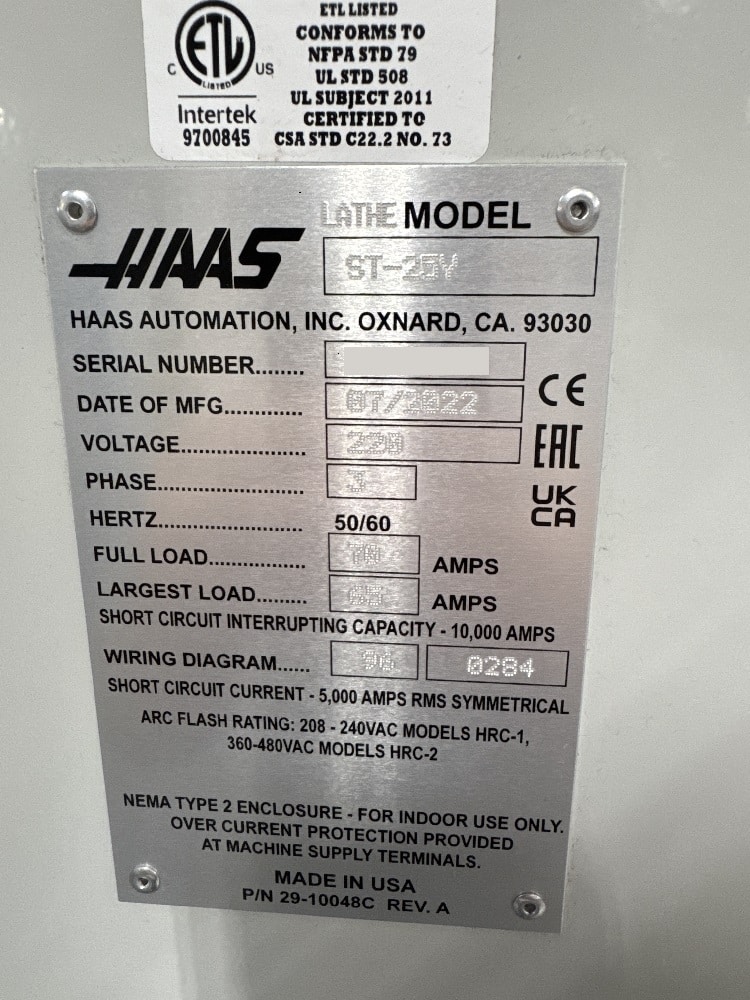 ETL LISTED
CONFORMS TO
NFPA STD 79
UL STD 508
UL SUBJECT 2011
CERTIFIED TO
CSA STD C22.2 NO. 73
C ETL US
LISTED
Intertek
9700845
LATHE MODEL
HAAS
ST-25Y
HAAS AUTOMATION, INC. OXNARD, CA. 93030
SERIAL NUMBER........
DATE OF MFG............. 07/2022
VOLTAGE..................... 220
PHASE......................... 3
HERTZ........................ 50/60
FULL LOAD................. 70 AMPS
LARGEST LOAD......... 65 AMPS
SHORT CIRCUIT INTERRUPTING CAPACITY - 10,000 AMPS
WIRING DIAGRAM...... 96 0284
SHORT CIRCUIT CURRENT - 5,000 AMPS RMS SYMMETRICAL
ARC FLASH RATING: 208 - 240VAC MODELS HRC-1,
360-480VAC MODELS HRC-2
CE
EAC
UK
CA
NEMA TYPE 2 ENCLOSURE - FOR INDOOR USE ONLY.
OVER CURRENT PROTECTION PROVIDED
AT MACHINE SUPPLY TERMINALS.
MADE IN USA
P/N 29-10048C REV. A